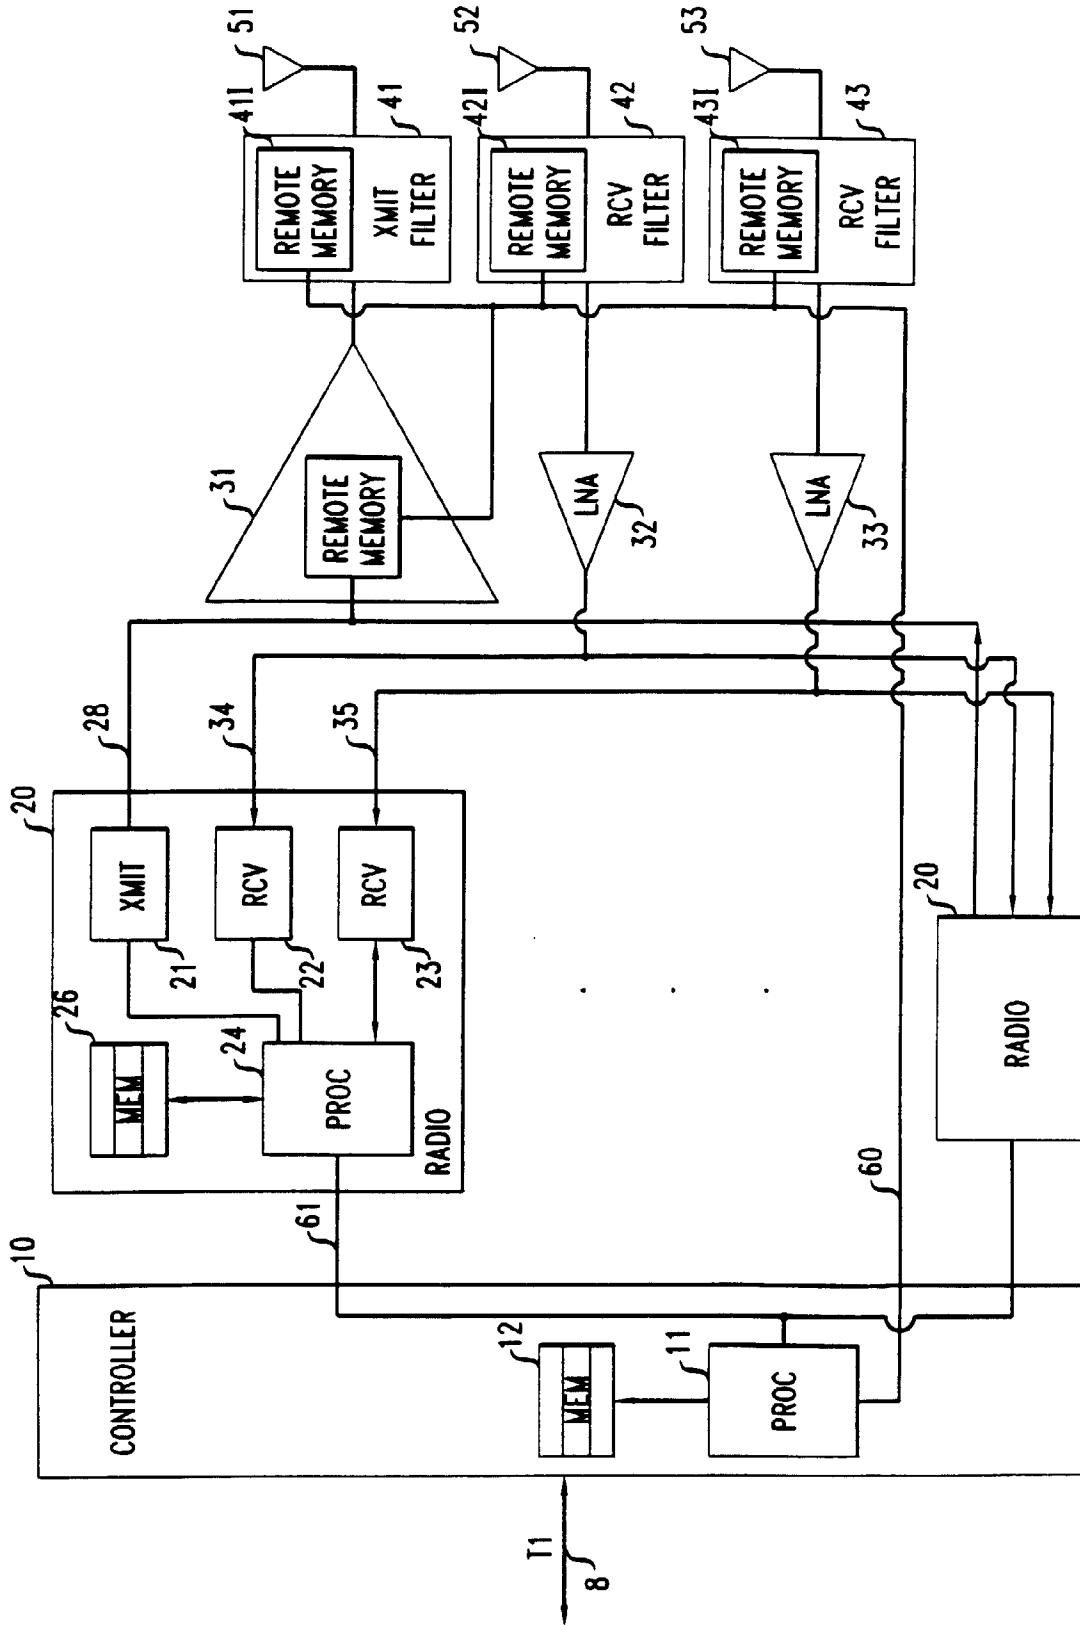 T1
8
CONTROLLER
10
MEM
12
PROC
11
61
60
20
RADIO
MEM
26
PROC
24
XMIT
21
RCV
22
RCV
23
28
34
35
RADIO
20
REMOTE
MEMORY
31
LNA
32
LNA
33
REMOTE
MEMORY
411
XMIT
FILTER
41
51
REMOTE
MEMORY
421
RCV
FILTER
42
52
REMOTE
MEMORY
431
RCV
FILTER
43
53